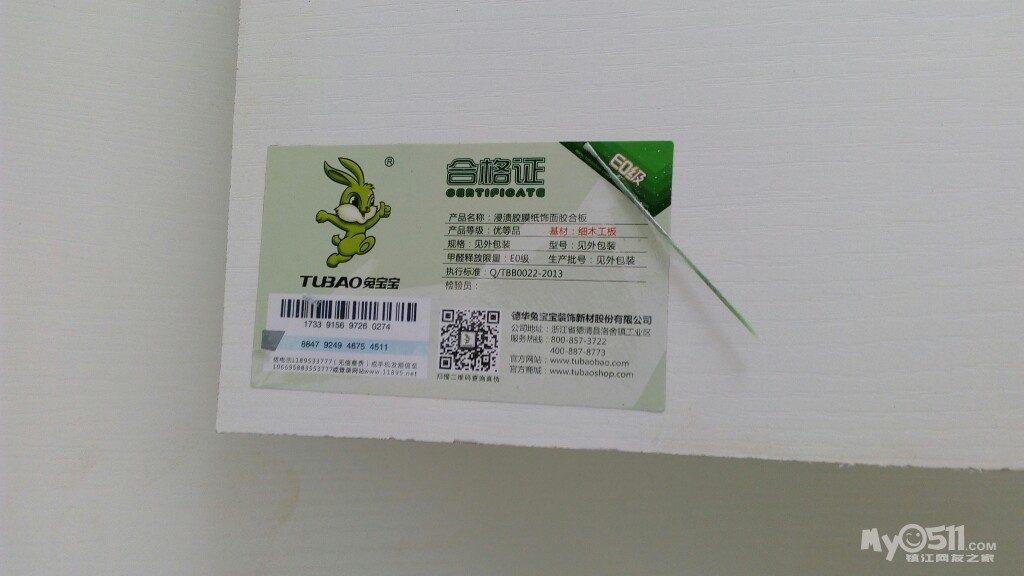 ®
合格证
CERTIFICATE
E0级
产品名称：浸渍胶膜纸饰面胶合板
产品等级：优等品 基材：细木工板
规格：见外包装 型号：见外包装
甲醛释放限量：E0级 生产批号：见外包装
执行标准：Q/TBB0022-2013
检验员：
TUBAO兔宝宝
1733 9156 9726 0274
8847 9249 4675 4511
扫描二维码查询真伪
德华兔宝宝装饰新材股份有限公司
公司地址：浙江省德清县洛舍镇工业区
服务热线：800-857-3722
400-887-8773
官方网站：www.tubaobao.com
官方商城：www.tubaoshop.com
MyO511.COM
镇江网友之家